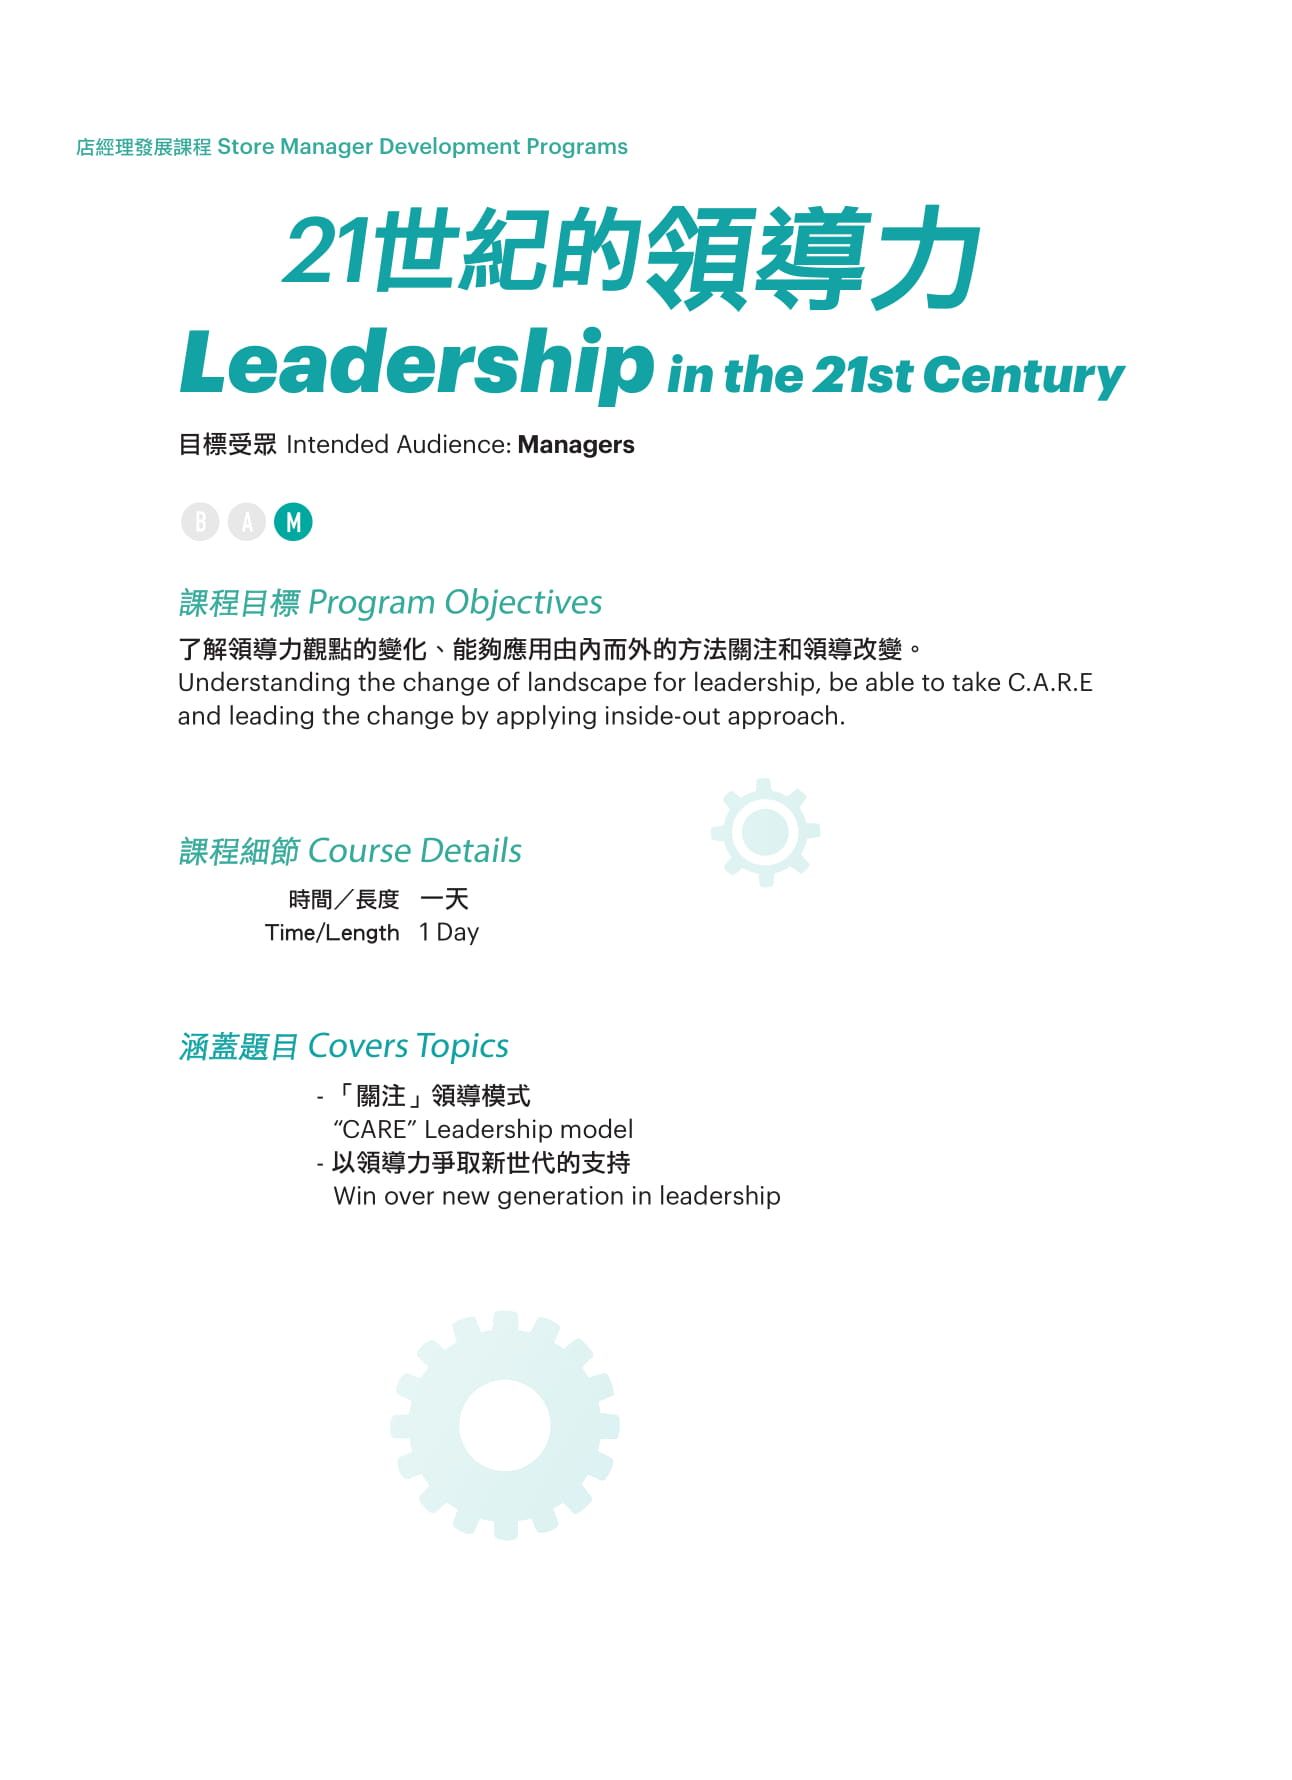 店經理發展課程 Store Manager Development Programs
21世紀的領導力
Leadership in the 21st Century
目標受眾 Intended Audience: Managers
B A M
課程目標 Program Objectives
了解領導力觀點的變化、能夠應用由內而外的方法關注和領導改變。
Understanding the change of landscape for leadership, be able to take C.A.R.E
and leading the change by applying inside-out approach.
課程細節 Course Details
時間／長度 一天
Time/Length 1 Day
涵蓋題目 Covers Topics
- 「關注」領導模式
“CARE” Leadership model
- 以領導力爭取新世代的支持
Win over new generation in leadership